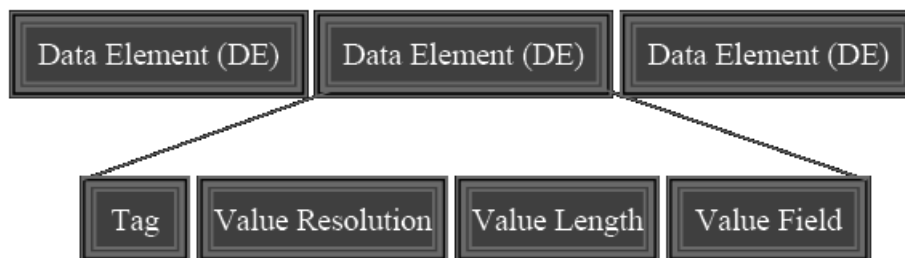 Data Element (DE) Data Element (DE) Data Element (DE)
Tag Value Resolution Value Length Value Field